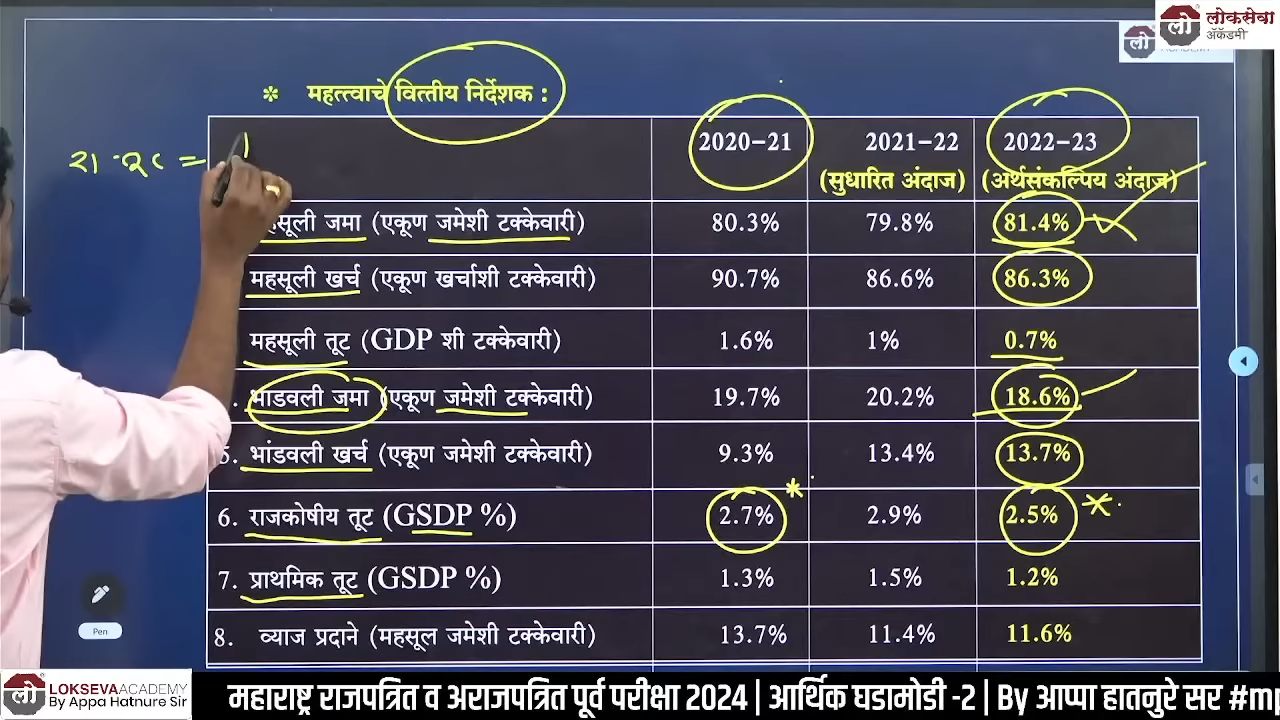 लोकसेवा
अ‍ॅकॅडमी
* महत्त्वाचे वित्तीय निर्देशक :
2020-21 2021-22 2022-23
(सुधारित अंदाज) (अर्थसंकल्पिय अंदाज)
महसूली जमा (एकूण जमेशी टक्केवारी) 80.3% 79.8% 81.4%
महसूली खर्च (एकूण खर्चाशी टक्केवारी) 90.7% 86.6% 86.3%
महसूली तूट (GDP शी टक्केवारी) 1.6% 1% 0.7%
भांडवली जमा (एकूण जमेशी टक्केवारी) 19.7% 20.2% 18.6%
5. भांडवली खर्च (एकूण जमेशी टक्केवारी) 9.3% 13.4% 13.7%
6. राजकोषीय तूट (GSDP %) 2.7% * 2.9% 2.5% *
7. प्राथमिक तूट (GSDP %) 1.3% 1.5% 1.2%
8. व्याज प्रदाने (महसूल जमेशी टक्केवारी) 13.7% 11.4% 11.6%
Pen
लो LOKSEVA ACADEMY
By Appa Hatnure Sir
महाराष्ट्र राजपत्रित व अराजपत्रित पूर्व परीक्षा 2024 | आर्थिक घडामोडी -2 | By आप्पा हातनुरे सर #mp